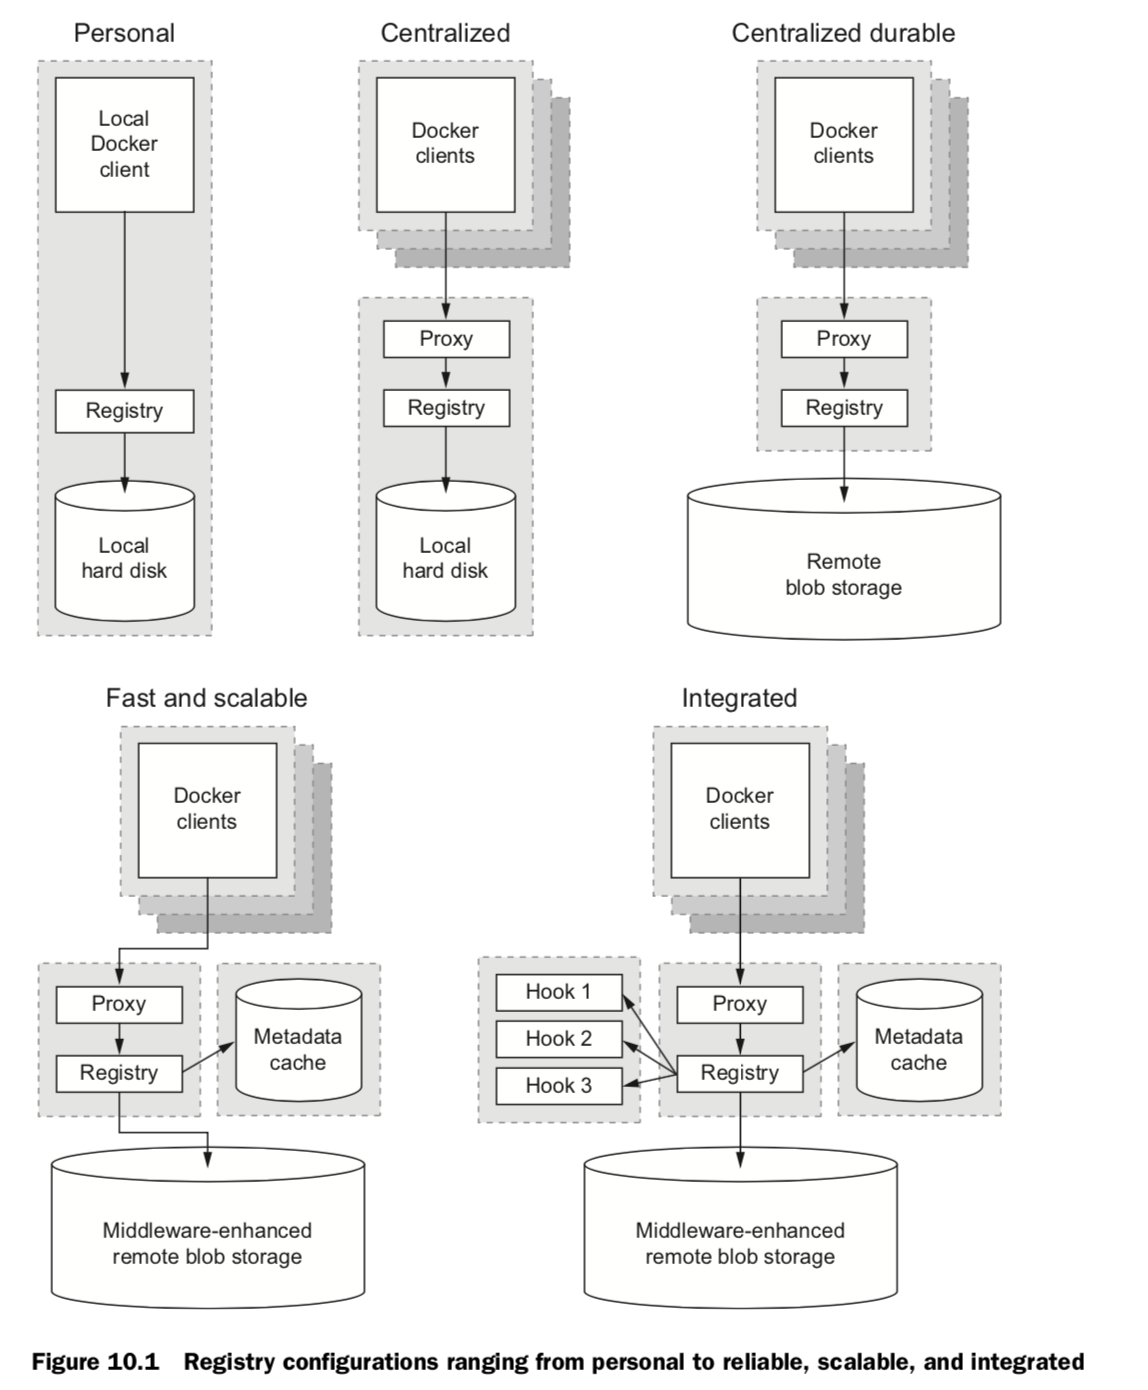 Personal
Local
Docker
client
Registry
Local
hard disk
Centralized
Docker
clients
Proxy
Registry
Local
hard disk
Centralized durable
Docker
clients
Proxy
Registry
Remote
blob storage
Fast and scalable
Docker
clients
Proxy
Registry
Metadata
cache
Middleware-enhanced
remote blob storage
Integrated
Docker
clients
Hook 1
Hook 2
Hook 3
Proxy
Registry
Metadata
cache
Middleware-enhanced
remote blob storage
Figure 10.1 Registry configurations ranging from personal to reliable, scalable, and integrated